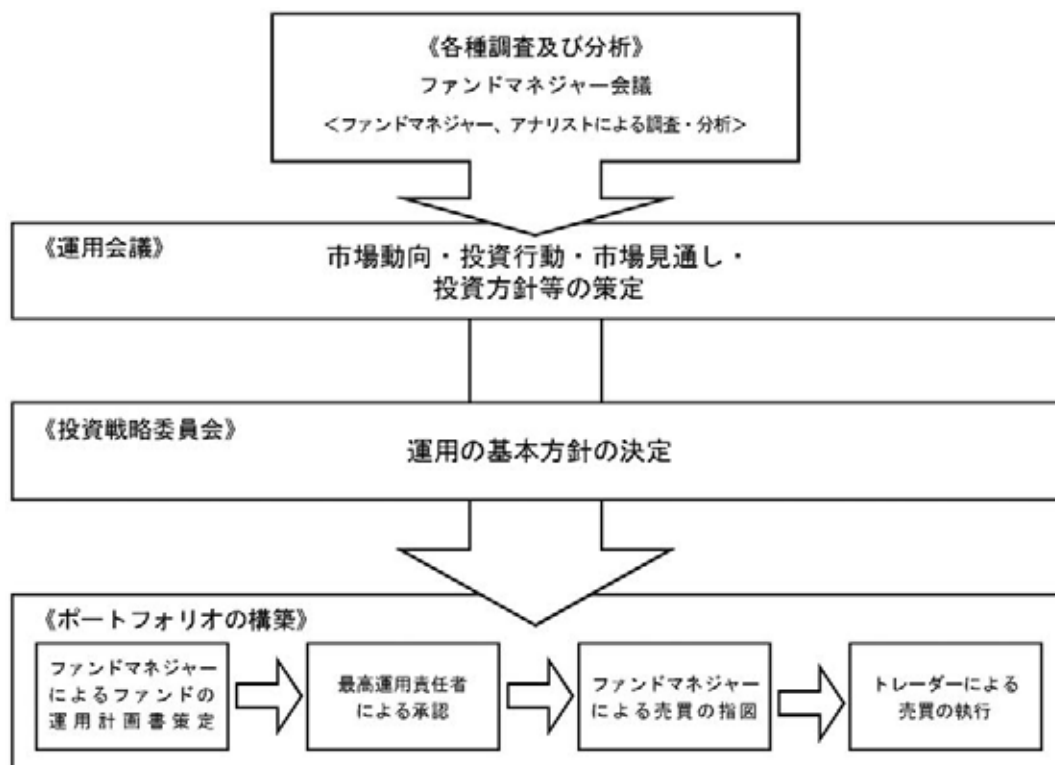 《各種調査及び分析》
ファンドマネジャー会議
＜ファンドマネジャー、アナリストによる調査・分析＞
《運用会議》
市場動向・投資行動・市場見通し・
投資方針等の策定
《投資戦略委員会》
運用の基本方針の決定
《ポートフォリオの構築》
ファンドマネジャー
によるファンドの
運用計画書策定
最高運用責任者
による承認
ファンドマネジャー
による売買の指図
トレーダーによる
売買の執行